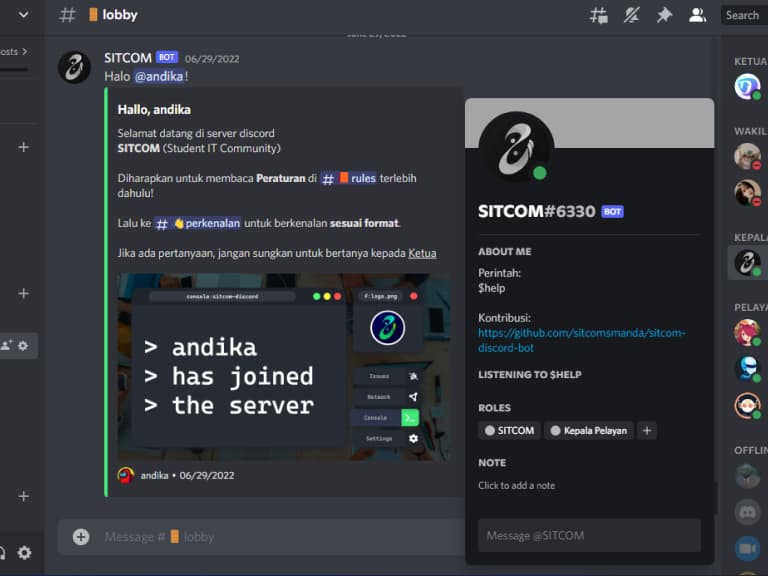 lobby
Search
osts
June 29, 2022
SITCOM BOT 06/29/2022
Halo @andika!
Hallo, andika
Selamat datang di server discord
SITCOM (Student IT Community)
Diharapkan untuk membaca Peraturan di # rules terlebih
dahulu!
Lalu ke # perkenalan untuk berkenalan sesuai format.
Jika ada pertanyaan, jangan sungkan untuk bertanya kepada Ketua
console:sitcom-discord
#:logo.png
> andika
> has joined
> the server
Issues
Network
Console
>_
Settings
andika • 06/29/2022
Message # lobby
SITCOM#6330 BOT
ABOUT ME
Perintah:
$help
Kontribusi:
https://github.com/sitcomsmanda/sitcom-
discord-bot
LISTENING TO $HELP
ROLES
SITCOM
Kepala Pelayan
+
NOTE
Click to add a note
Message @SITCOM
KETUA
WAKIL
KEPALA
PELAYA
OFFLIN